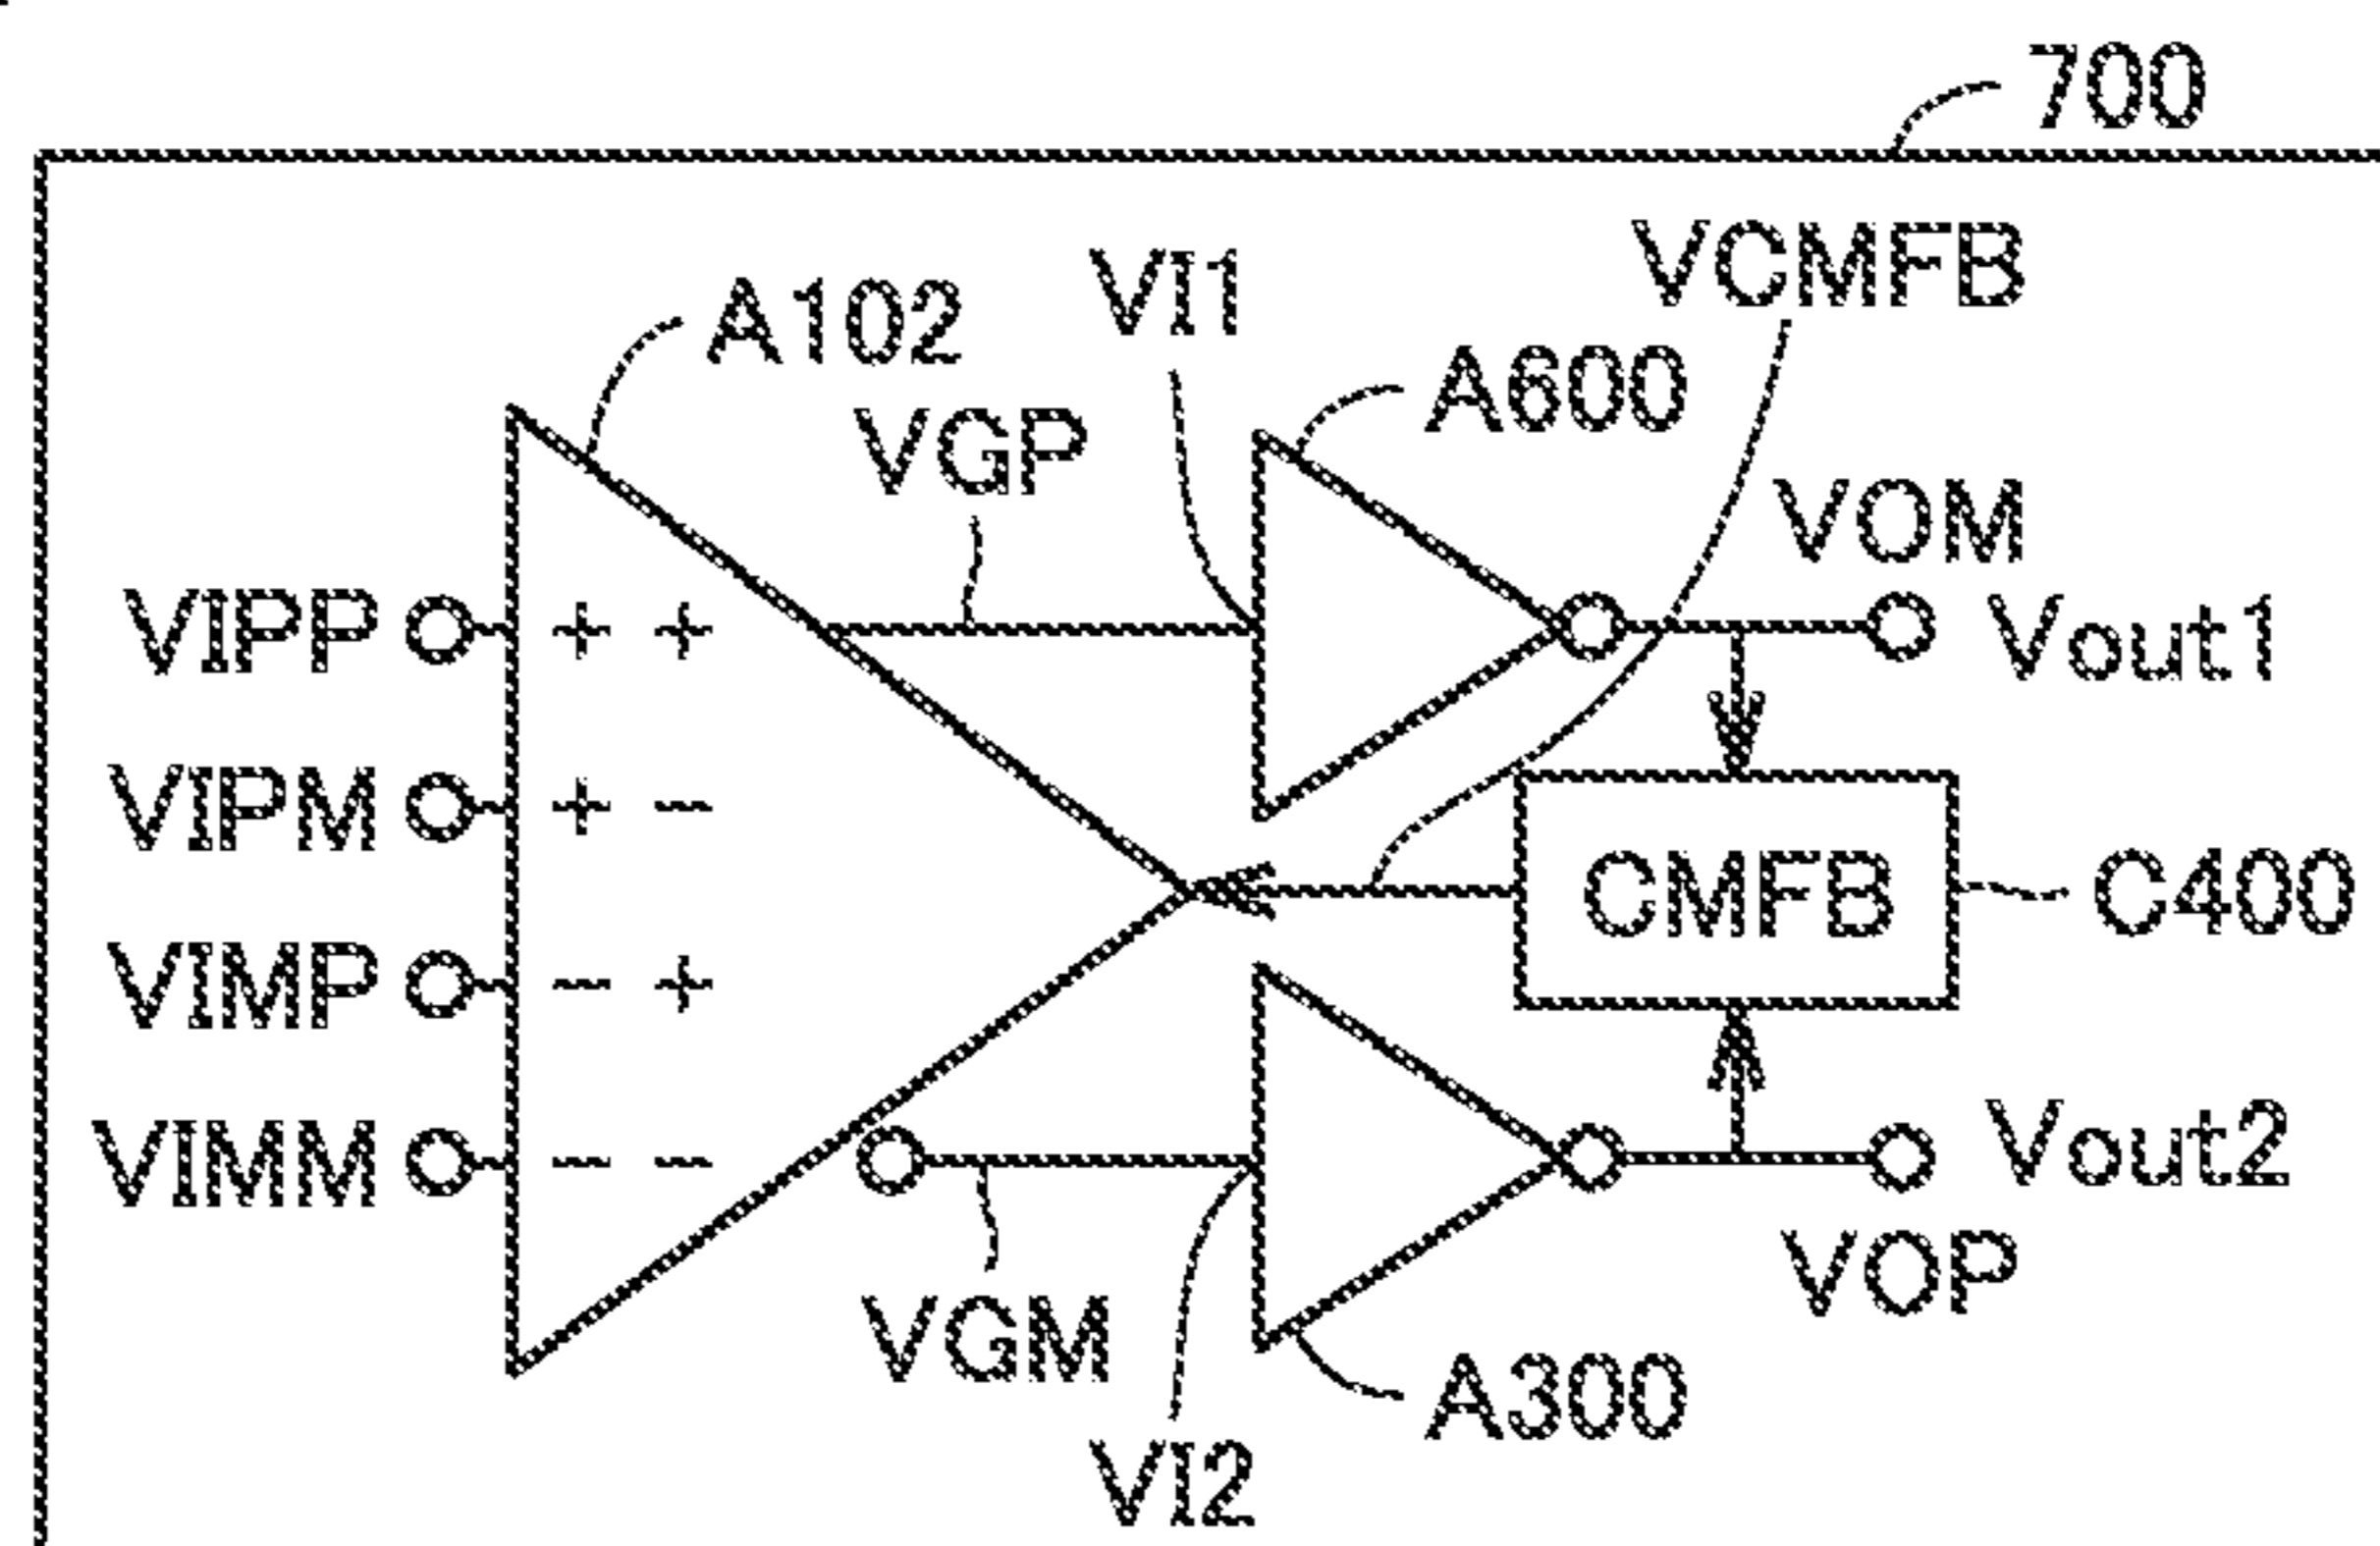 700
VCMFB
A102
VI1
A600
VGP
VOM
VIPP
+ +
Vout1
VIPM
+ -
CMFB
C400
VIMP
- +
VIMM
- -
Vout2
VGM
VOP
A300
VI2